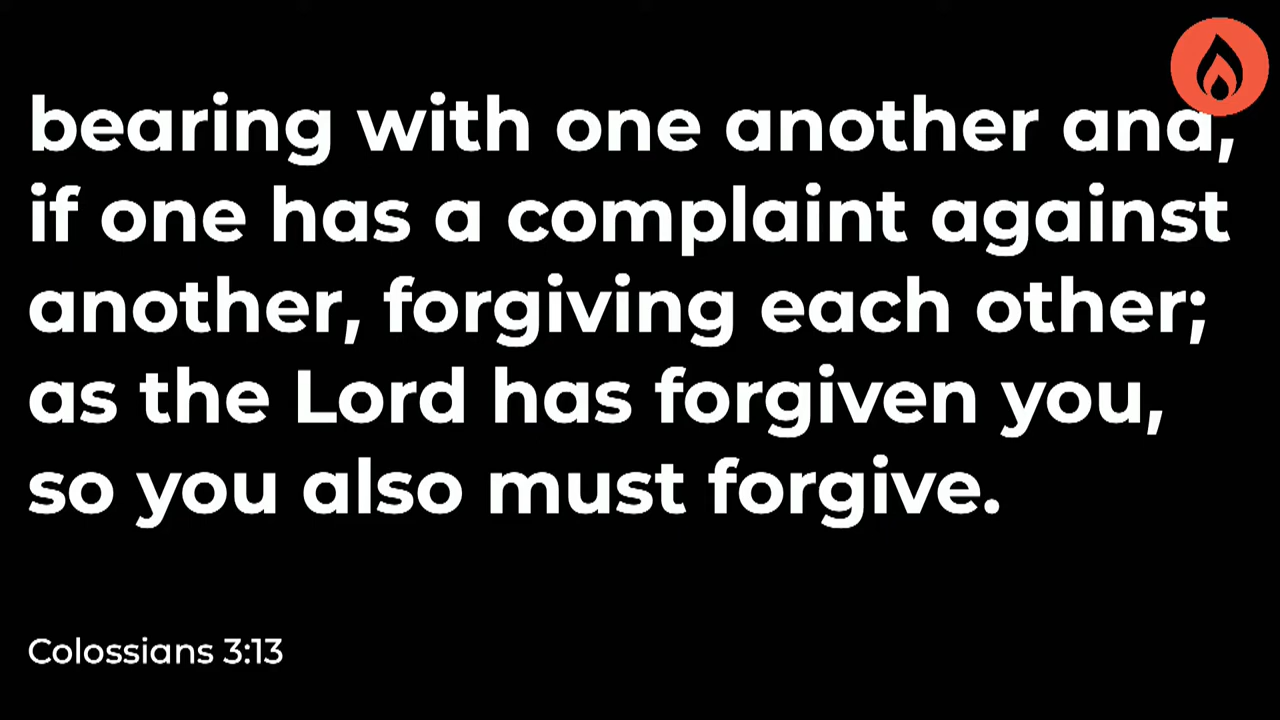 bearing with one another and,
if one has a complaint against
another, forgiving each other;
as the Lord has forgiven you,
so you also must forgive.
Colossians 3:13